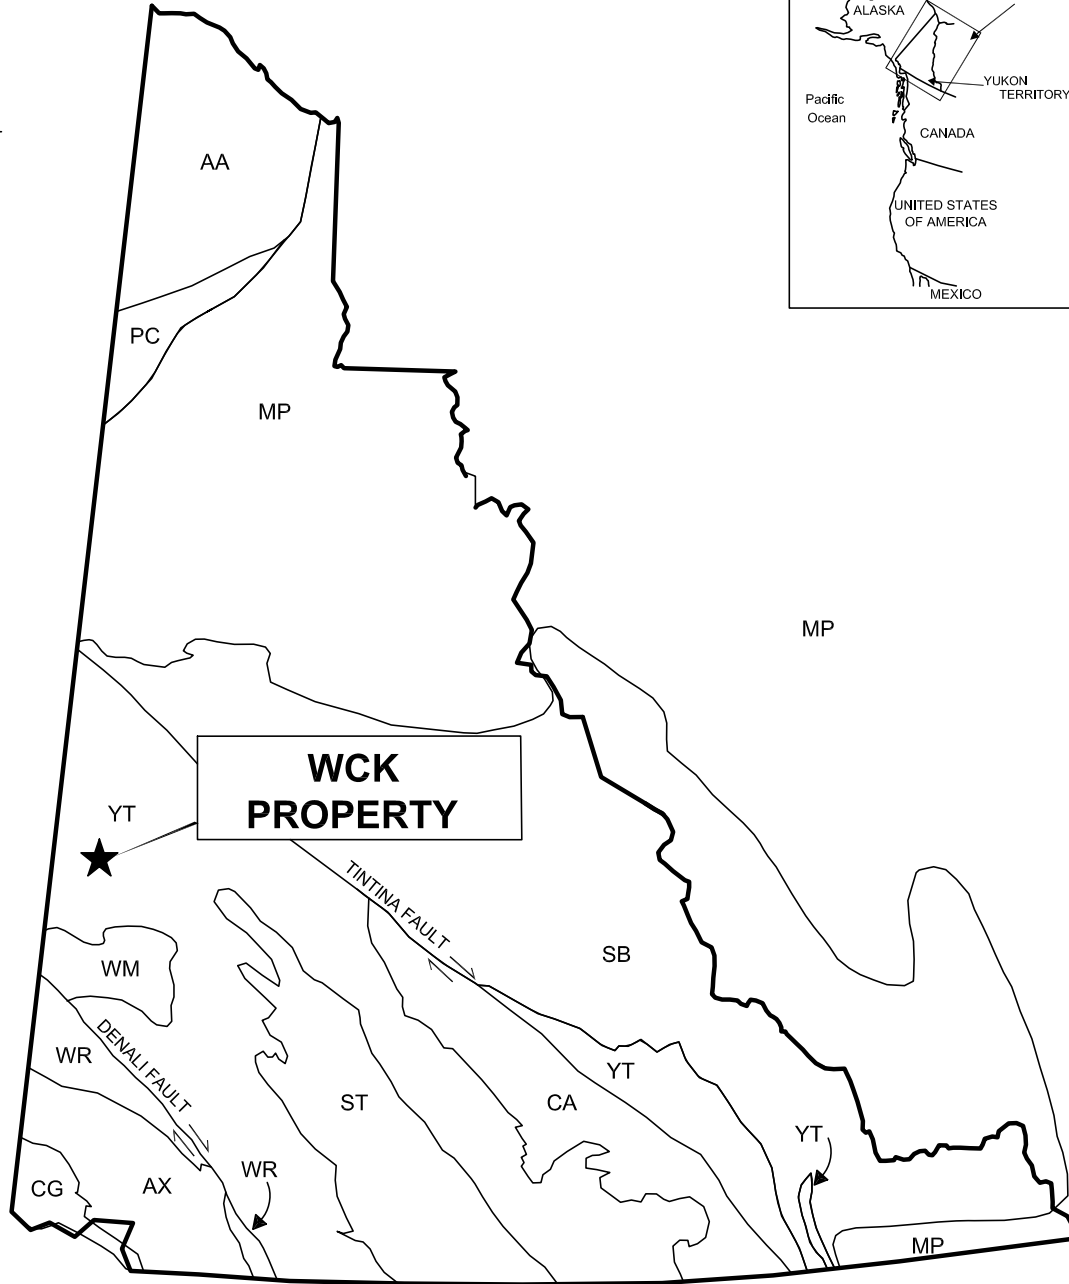 ALASKA
YUKON
TERRITORY
Pacific
Ocean
CANADA
UNITED STATES
OF AMERICA
MEXICO
AA
PC
MP
MP
WCK
PROPERTY
YT
TINTINA FAULT
SB
WM
DENALI FAULT
WR
YT
ST
CA
YT
WR
CG
AX
MP